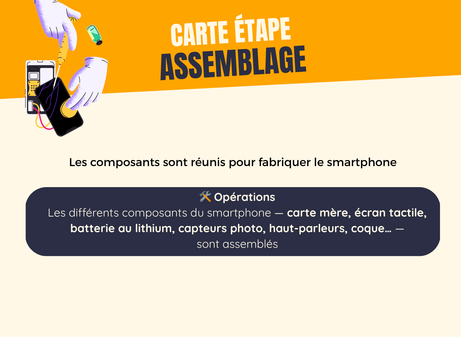 CARTE ÉTAPE
ASSEMBLAGE
Les composants sont réunis pour fabriquer le smartphone
🛠️ Opérations
Les différents composants du smartphone — carte mère, écran tactile,
batterie au lithium, capteurs photo, haut-parleurs, coque... —
sont assemblés